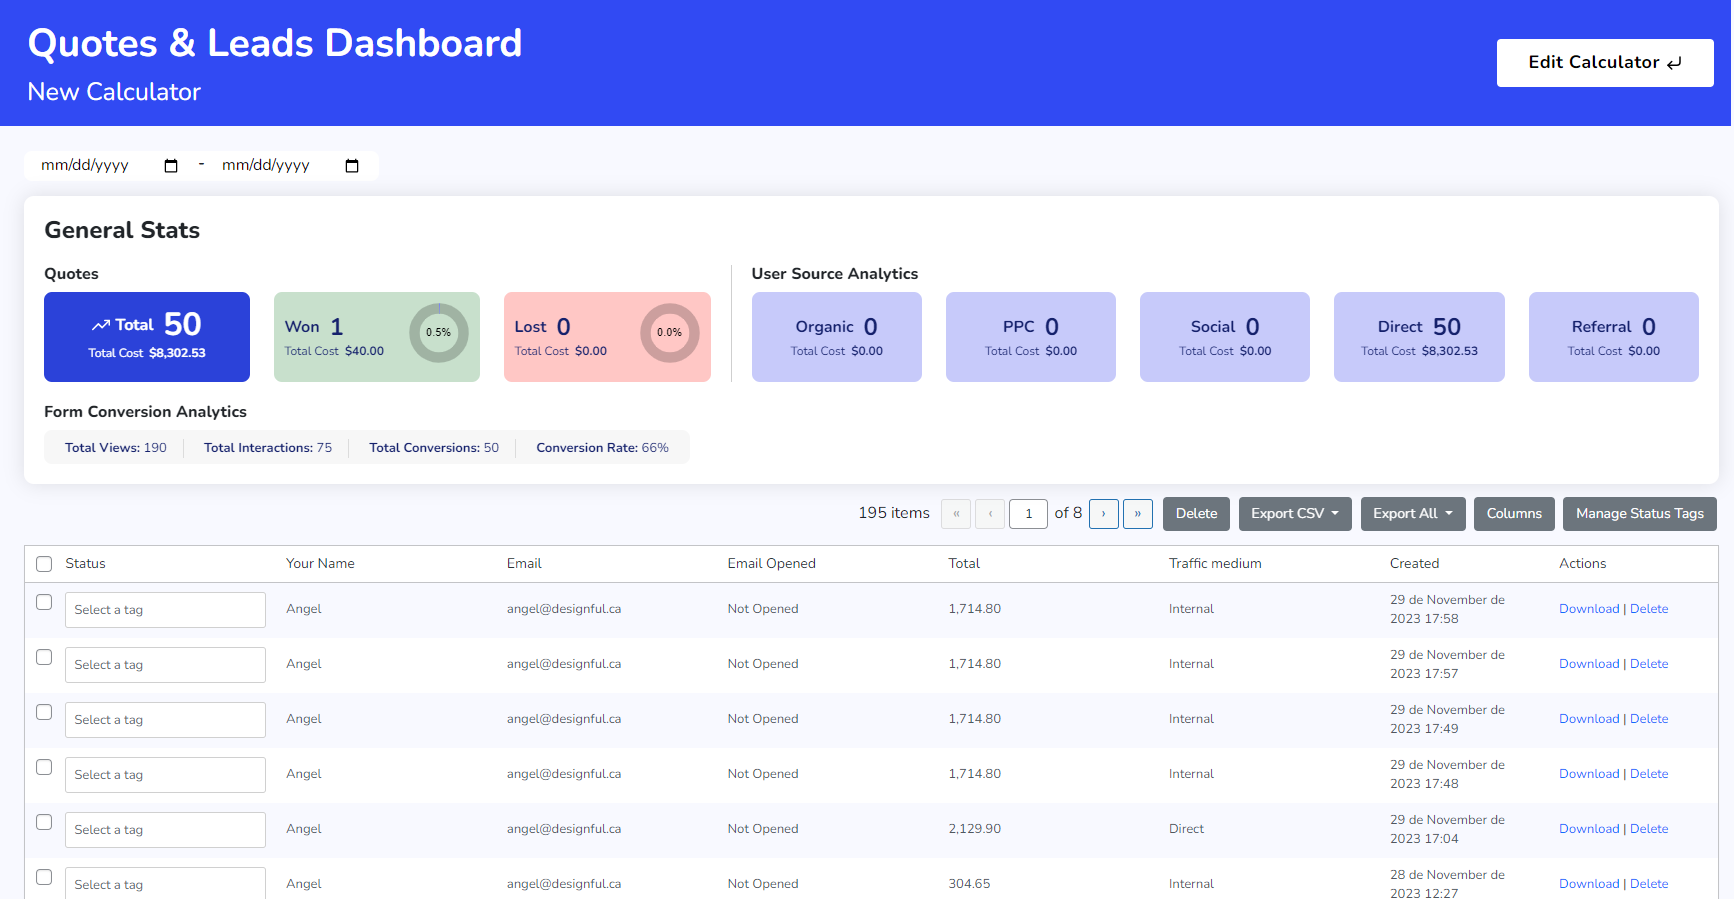 Quotes & Leads Dashboard
New Calculator
Edit Calculator
mm/dd/yyyy - mm/dd/yyyy
General Stats
Quotes
Total 50
Total Cost $8,302.53
Won 1
Total Cost $40.00
0.5%
Lost 0
Total Cost $0.00
0.0%
User Source Analytics
Organic 0
Total Cost $0.00
PPC 0
Total Cost $0.00
Social 0
Total Cost $0.00
Direct 50
Total Cost $8,302.53
Referral 0
Total Cost $0.00
Form Conversion Analytics
Total Views: 190 Total Interactions: 75 Total Conversions: 50 Conversion Rate: 66%
195 items « ‹ 1 of 8 › » Delete Export CSV Export All Columns Manage Status Tags
Status Your Name Email Email Opened Total Traffic medium Created Actions
Select a tag Angel angel@designful.ca Not Opened 1,714.80 Internal 29 de November de
2023 17:58 Download | Delete
Select a tag Angel angel@designful.ca Not Opened 1,714.80 Internal 29 de November de
2023 17:57 Download | Delete
Select a tag Angel angel@designful.ca Not Opened 1,714.80 Internal 29 de November de
2023 17:49 Download | Delete
Select a tag Angel angel@designful.ca Not Opened 1,714.80 Internal 29 de November de
2023 17:48 Download | Delete
Select a tag Angel angel@designful.ca Not Opened 2,129.90 Direct 29 de November de
2023 17:04 Download | Delete
Select a tag Angel angel@designful.ca Not Opened 304.65 Internal 28 de November de
2023 12:27 Download | Delete